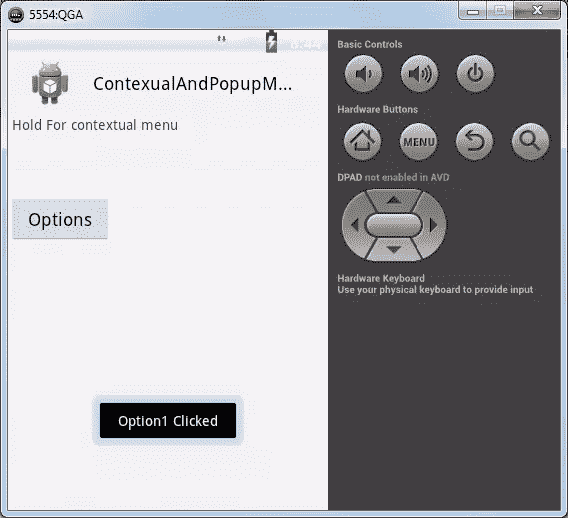 5554:QGA
ContexualAndpopupM...
Hold For contextual menu
Options
Option1 Clicked
Basic Controls
Hardware Buttons
MENU
DPAD not enabled in AVD
Hardware Keyboard
Use your physical keyboard to provide input